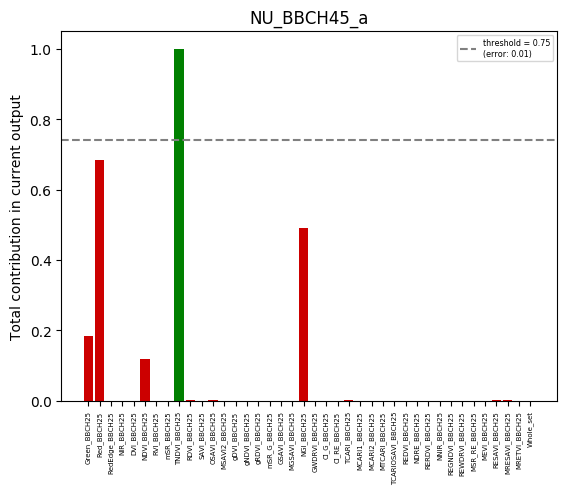 NU_BBCH45_a
threshold = 0.75
(error: 0.01)
Total contribution in current output
1.0
0.8
0.6
0.4
0.2
0.0
Green_BBCH25
Red_BBCH25
RedEdge_BBCH25
NIR_BBCH25
DVI_BBCH25
NDVI_BBCH25
RVI_BBCH25
mSR_BBCH25
TNDVI_BBCH25
RDVI_BBCH25
SAVI_BBCH25
OSAVI_BBCH25
MSAVI2_BBCH25
gDVI_BBCH25
gNDVI_BBCH25
gRDVI_BBCH25
mSR_G_BBCH25
GSAVI_BBCH25
MGSAVI_BBCH25
NGI_BBCH25
GWDRVI_BBCH25
CI_G_BBCH25
CI_RE_BBCH25
TCARI_BBCH25
MCARI1_BBCH25
MCARI2_BBCH25
MTCARI_BBCH25
TCARIOSAVI_BBCH25
REDVI_BBCH25
NDRE_BBCH25
RERDVI_BBCH25
NNIR_BBCH25
REGNDVI_BBCH25
REWDRVI_BBCH25
MSR_RE_BBCH25
MEVI_BBCH25
RESAVI_BBCH25
MRESAVI_BBCH25
MRETVI_BBCH25
Whole_set